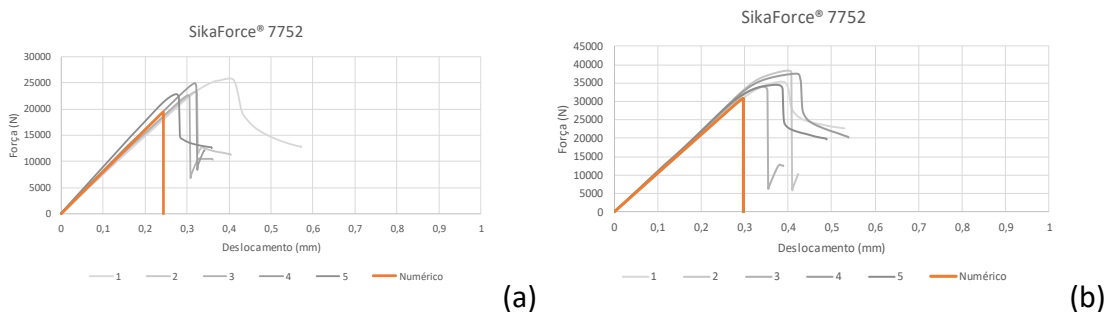 SikaForce® 7752
30000
25000
20000
15000
10000
5000
0
Força (N)
0 0,1 0,2 0,3 0,4 0,5 0,6 0,7 0,8 0,9 1
Deslocamento (mm)
1 2 3 4 5 Numérico
(a)
SikaForce® 7752
45000
40000
35000
30000
25000
20000
15000
10000
5000
0
Força (N)
0 0,1 0,2 0,3 0,4 0,5 0,6 0,7 0,8 0,9 1
Deslocamento (mm)
1 2 3 4 5 Numérico
(b)